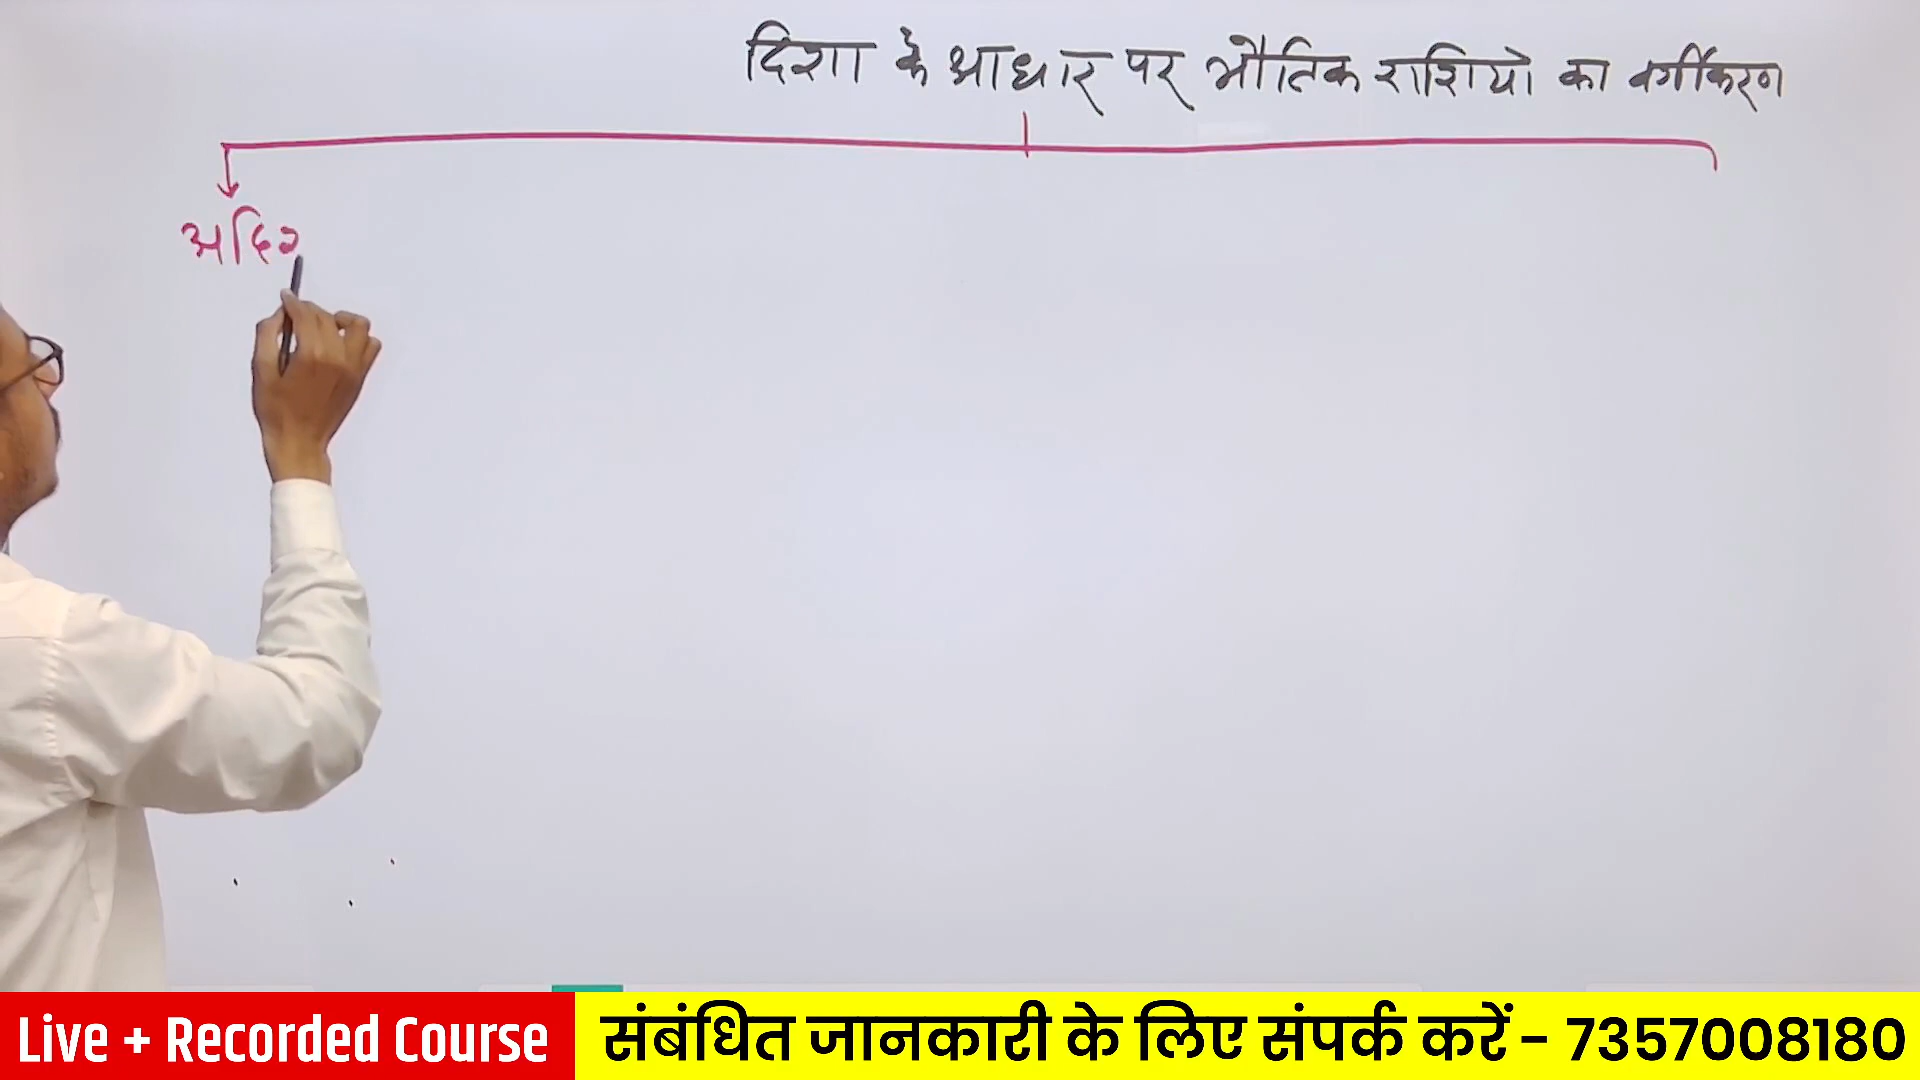 दिशा के आधार पर भौतिक राशियो का वर्गीकरण
अदिश
Live + Recorded Course
संबंधित जानकारी के लिए संपर्क करें – 7357008180